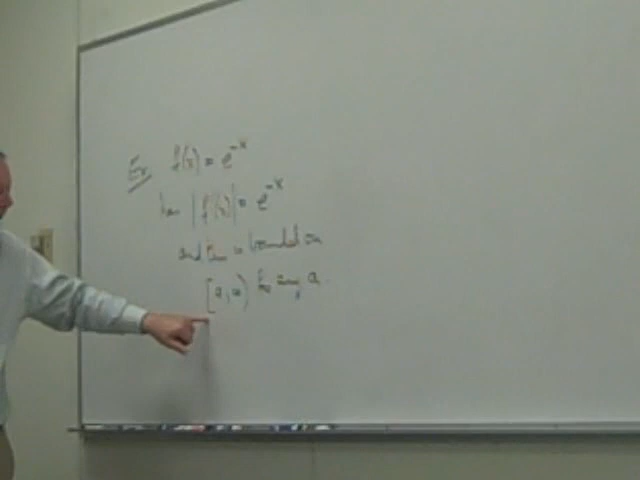 Ex f(x) = e^{-x}
has |f'(x)| = e^{-x}
and this is bounded on
[a, ∞) for any a.